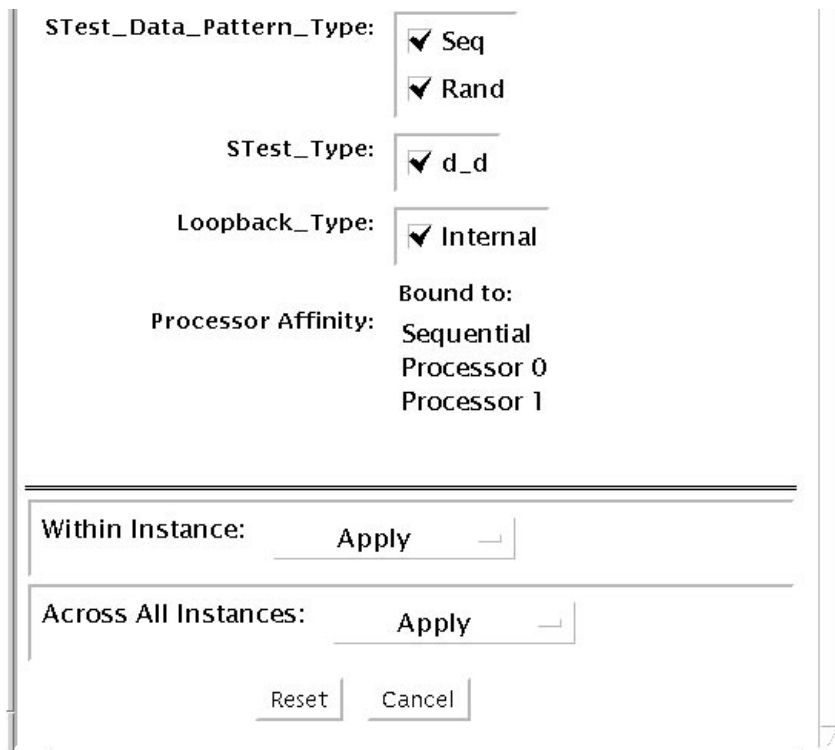 STest_Data_Pattern_Type:
Seq
Rand
STest_Type:
d_d
Loopback_Type:
Internal
Processor Affinity:
Bound to:
Sequential
Processor 0
Processor 1
Within Instance:
Apply
Across All Instances:
Apply
Reset
Cancel